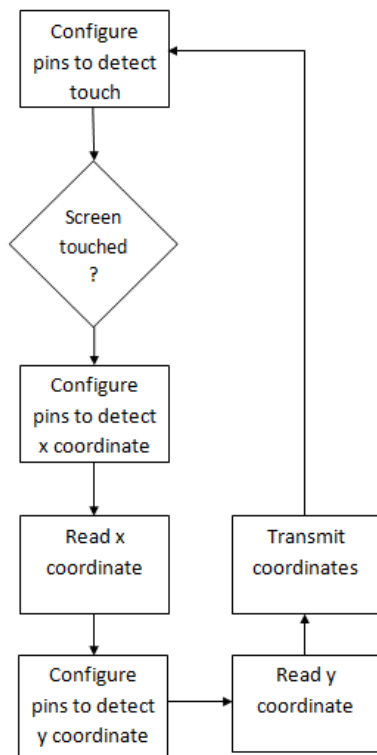 Configure
pins to detect
touch
Screen
touched
?
Configure
pins to detect
x coordinate
Read x
coordinate
Configure
pins to detect
y coordinate
Read y
coordinate
Transmit
coordinates